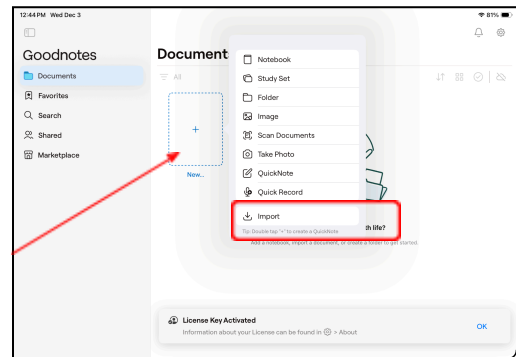 12:44 PM Wed Dec 3
81%
Goodnotes
Documents
Favorites
Search
Shared
Marketplace
Document
All
New...
Notebook
Study Set
Folder
Image
Scan Documents
Take Photo
QuickNote
Quick Record
Import
Tip: Double tap "+" to create a QuickNote
th life?
Add a notebook, import a document, or create a folder to get started.
License Key Activated
Information about your License can be found in > About
OK